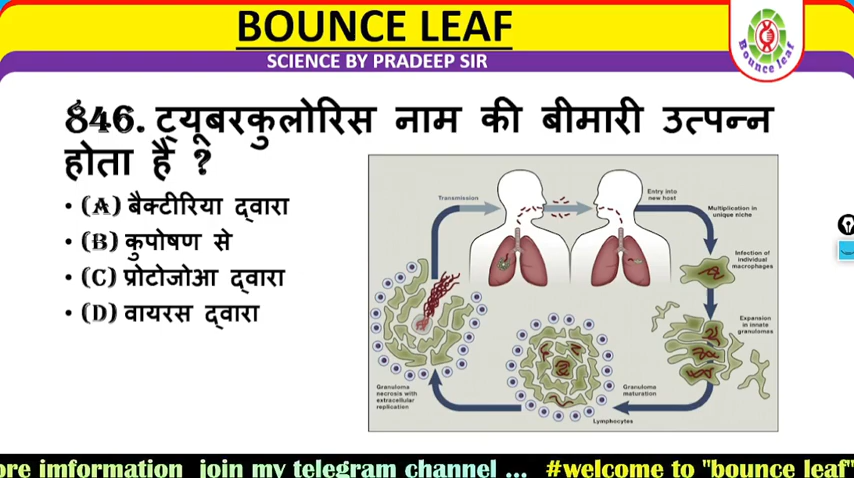 BOUNCE LEAF
SCIENCE BY PRADEEP SIR
Bounce leaf
846. ट्यूबरकुलोरिस नाम की बीमारी उत्पन्न
होता है ?
• (A) बैक्टीरिया द्वारा
• (B) कुपोषण से
• (C) प्रोटोजोआ द्वारा
• (D) वायरस द्वारा
Transmission
Entry into
new host
Multiplication in
unique niche
Infection of
individual
macrophages
Expansion
in innate
granulomas
Granuloma
maturation
Lymphocytes
Granuloma
necrosis with
extracellular
replication
ore imformation join my telegram channel ... #welcome to "bounce leaf"